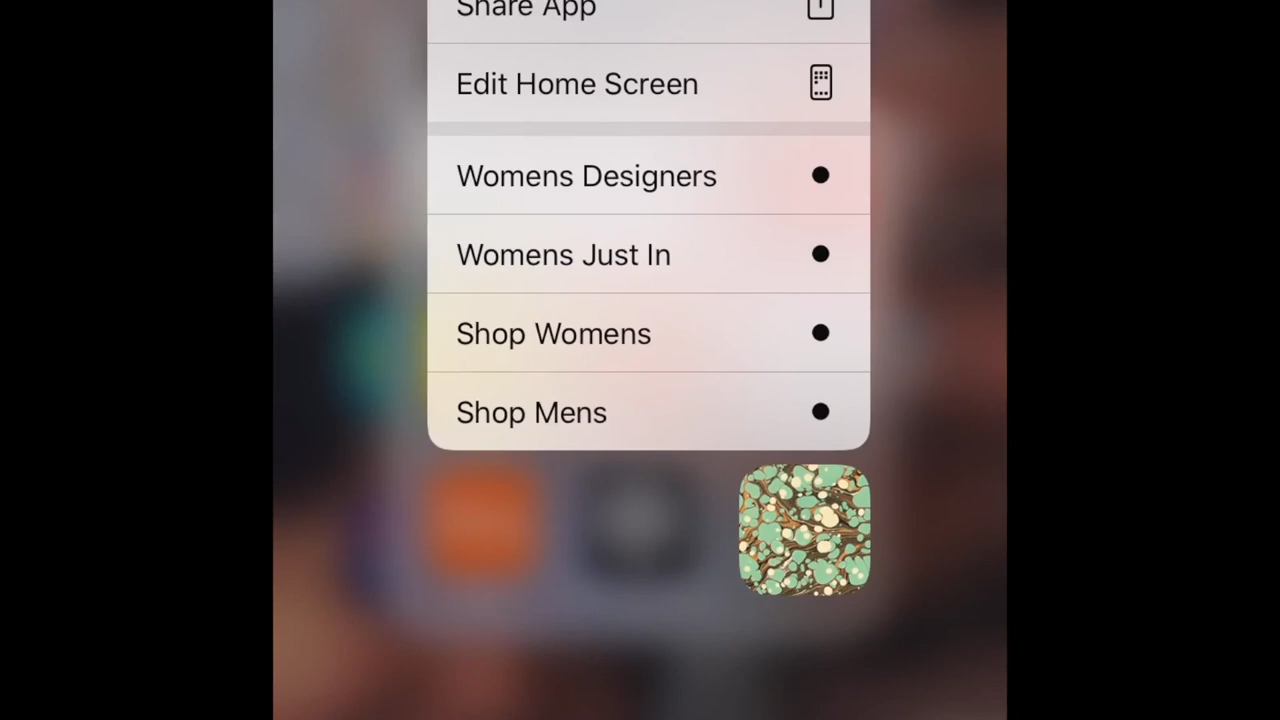 Share App
Edit Home Screen
Womens Designers
Womens Just In
Shop Womens
Shop Mens